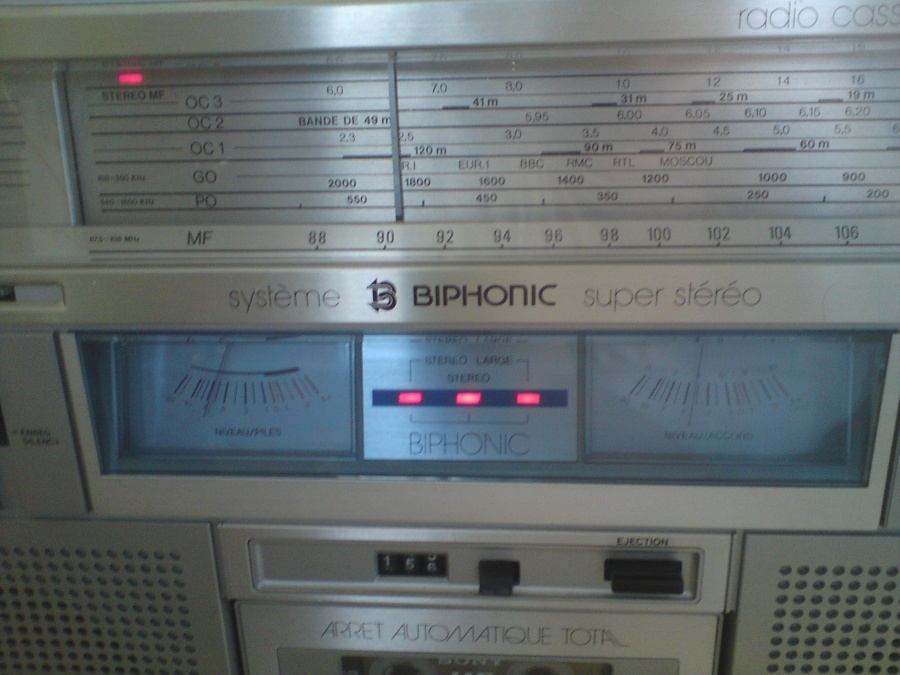 radio cass
6,0 7,0 8,0 10 12 14 16
STEREO MF
OC 3 41 m 31 m 25 m 19 m
OC 2 BANDE DE 49 m 5,95 6,00 6,05 6,10 6,15 6,20
2,3 2,5 3,0 3,5 4,0 4,5 5,0 5,5
OC 1 120 m 90 m 75 m 60 m
R.I EUR.1 BBC RMC RTL MOSCOU
GO 2000 1800 1600 1400 1200 1000 900
PO 550 450 350 250 200
MF 88 90 92 94 96 98 100 102 104 106
système BIPHONIC super stéréo
STEREO LARGE
STEREO
BIPHONIC
NIVEAU/PILES
NIVEAU/ACCORD
ENREG
SILENCE
EJECTION
ARRET AUTOMATIQUE TOTAL
SONY